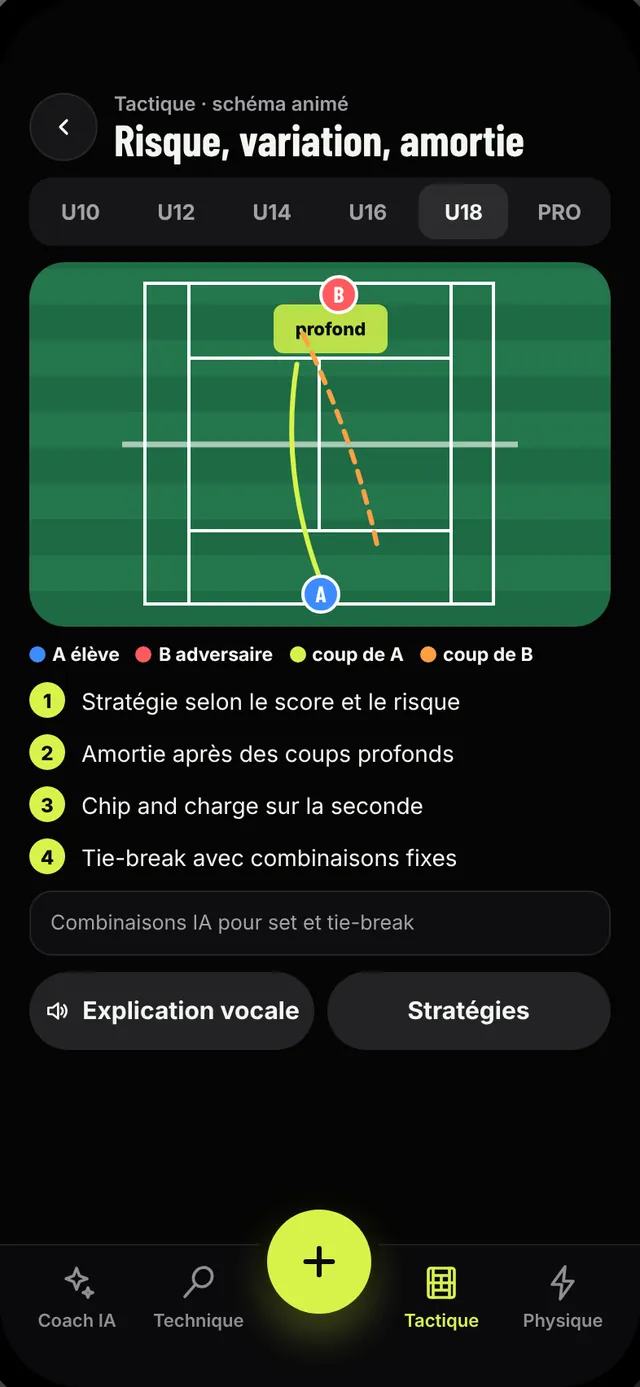 Tactique · schéma animé
Risque, variation, amortie
U10 U12 U14 U16 U18 PRO
B
profond
A
A élève B adversaire coup de A coup de B
1 Stratégie selon le score et le risque
2 Amortie après des coups profonds
3 Chip and charge sur la seconde
4 Tie-break avec combinaisons fixes
Combinaisons IA pour set et tie-break
Explication vocale Stratégies
Coach IA Technique Tactique Physique